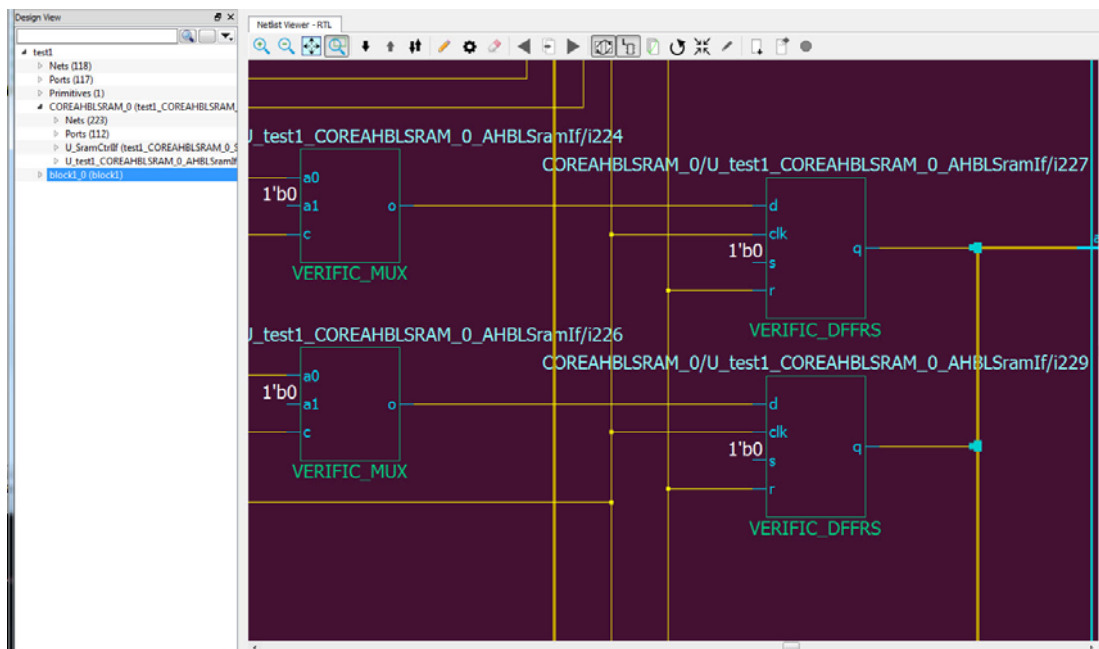 Design View
Netlist Viewer - RTL
test1
Nets (118)
Ports (117)
Primitives (1)
COREAHBLSRAM_0 (test1_COREAHBLSRAM_
Nets (223)
Ports (112)
U_SramCtrlIf (test1_COREAHBLSRAM_0_S
U_test1_COREAHBLSRAM_0_AHBLSramIf
block1_0 (block1)
U_test1_COREAHBLSRAM_0_AHBLSramIf/i224
COREAHBLSRAM_0/U_test1_COREAHBLSRAM_0_AHBLSramIf/i227
a0
1'b0
a1
o
c
VERIFIC_MUX
d
clk
1'b0
s
q
r
VERIFIC_DFFRS
U_test1_COREAHBLSRAM_0_AHBLSramIf/i226
COREAHBLSRAM_0/U_test1_COREAHBLSRAM_0_AHBLSramIf/i229
a0
1'b0
a1
o
c
VERIFIC_MUX
d
clk
1'b0
s
q
r
VERIFIC_DFFRS